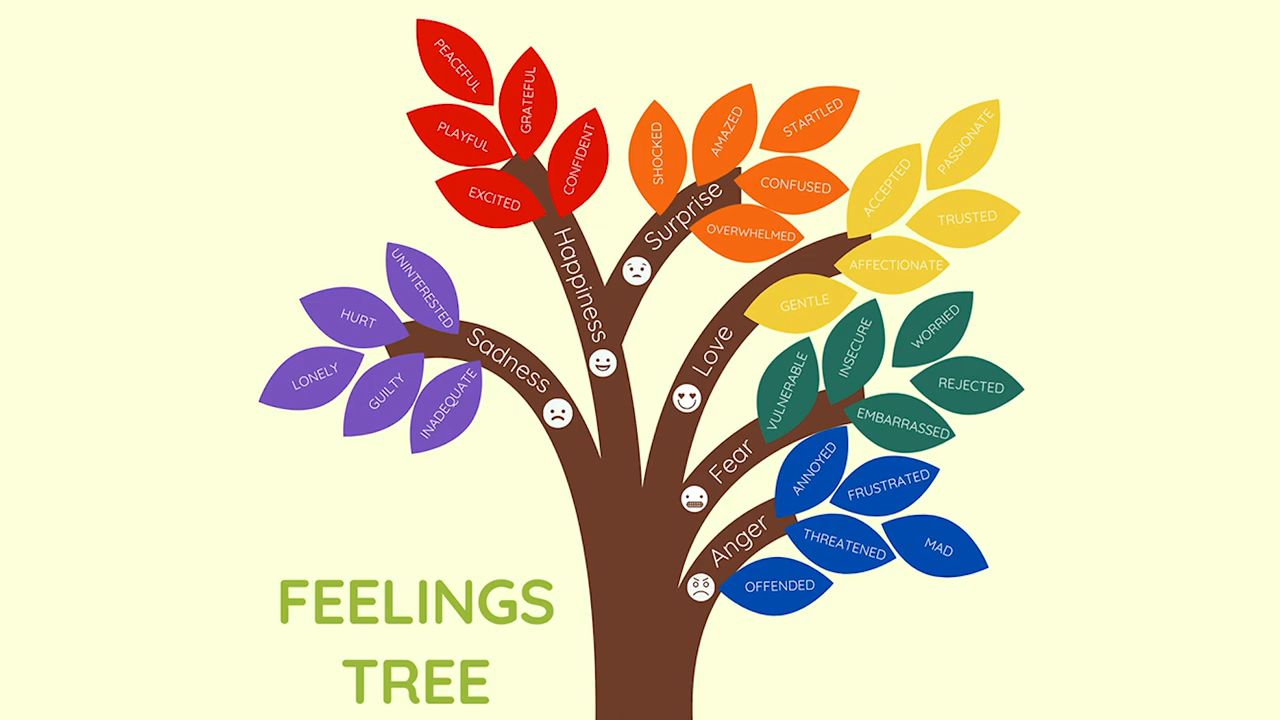 PEACEFUL
GRATEFUL
PLAYFUL
CONFIDENT
EXCITED
Happiness
SHOCKED
AMAZED
STARTLED
CONFUSED
OVERWHELMED
Surprise
PASSIONATE
ACCEPTED
TRUSTED
AFFECTIONATE
GENTLE
Love
UNINTERESTED
HURT
LONELY
GUILTY
INADEQUATE
Sadness
VULNERABLE
INSECURE
WORRIED
REJECTED
EMBARRASSED
Fear
ANNOYED
FRUSTRATED
THREATENED
MAD
OFFENDED
Anger
FEELINGS
TREE